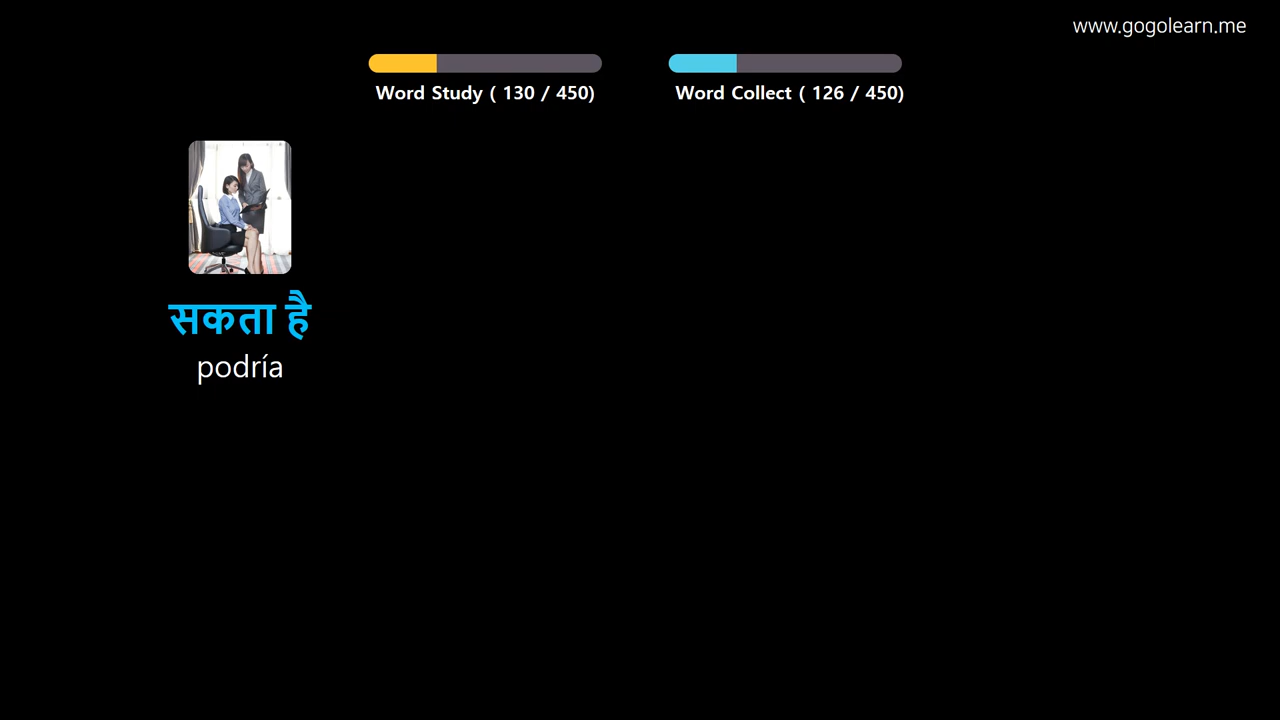 www.gogolearn.me
Word Study ( 130 / 450)
Word Collect ( 126 / 450)
सकता है
podría